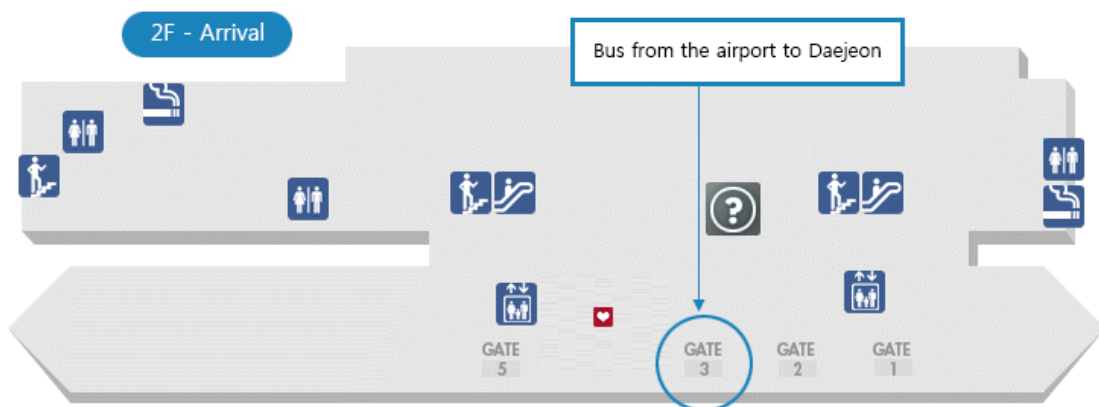 2F - Arrival
Bus from the airport to Daejeon
?
GATE
5
GATE
3
GATE
2
GATE
1